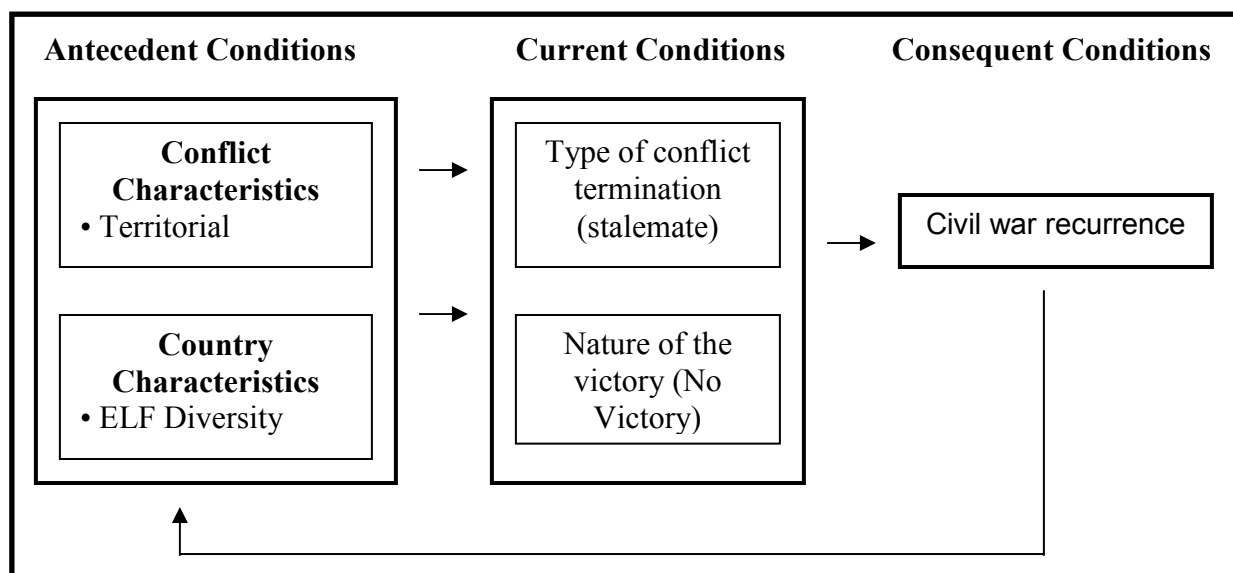 Antecedent Conditions
Current Conditions
Consequent Conditions
Conflict
Characteristics
• Territorial
Country
Characteristics
• ELF Diversity
Type of conflict
termination
(stalemate)
Nature of the
victory (No
Victory)
Civil war recurrence